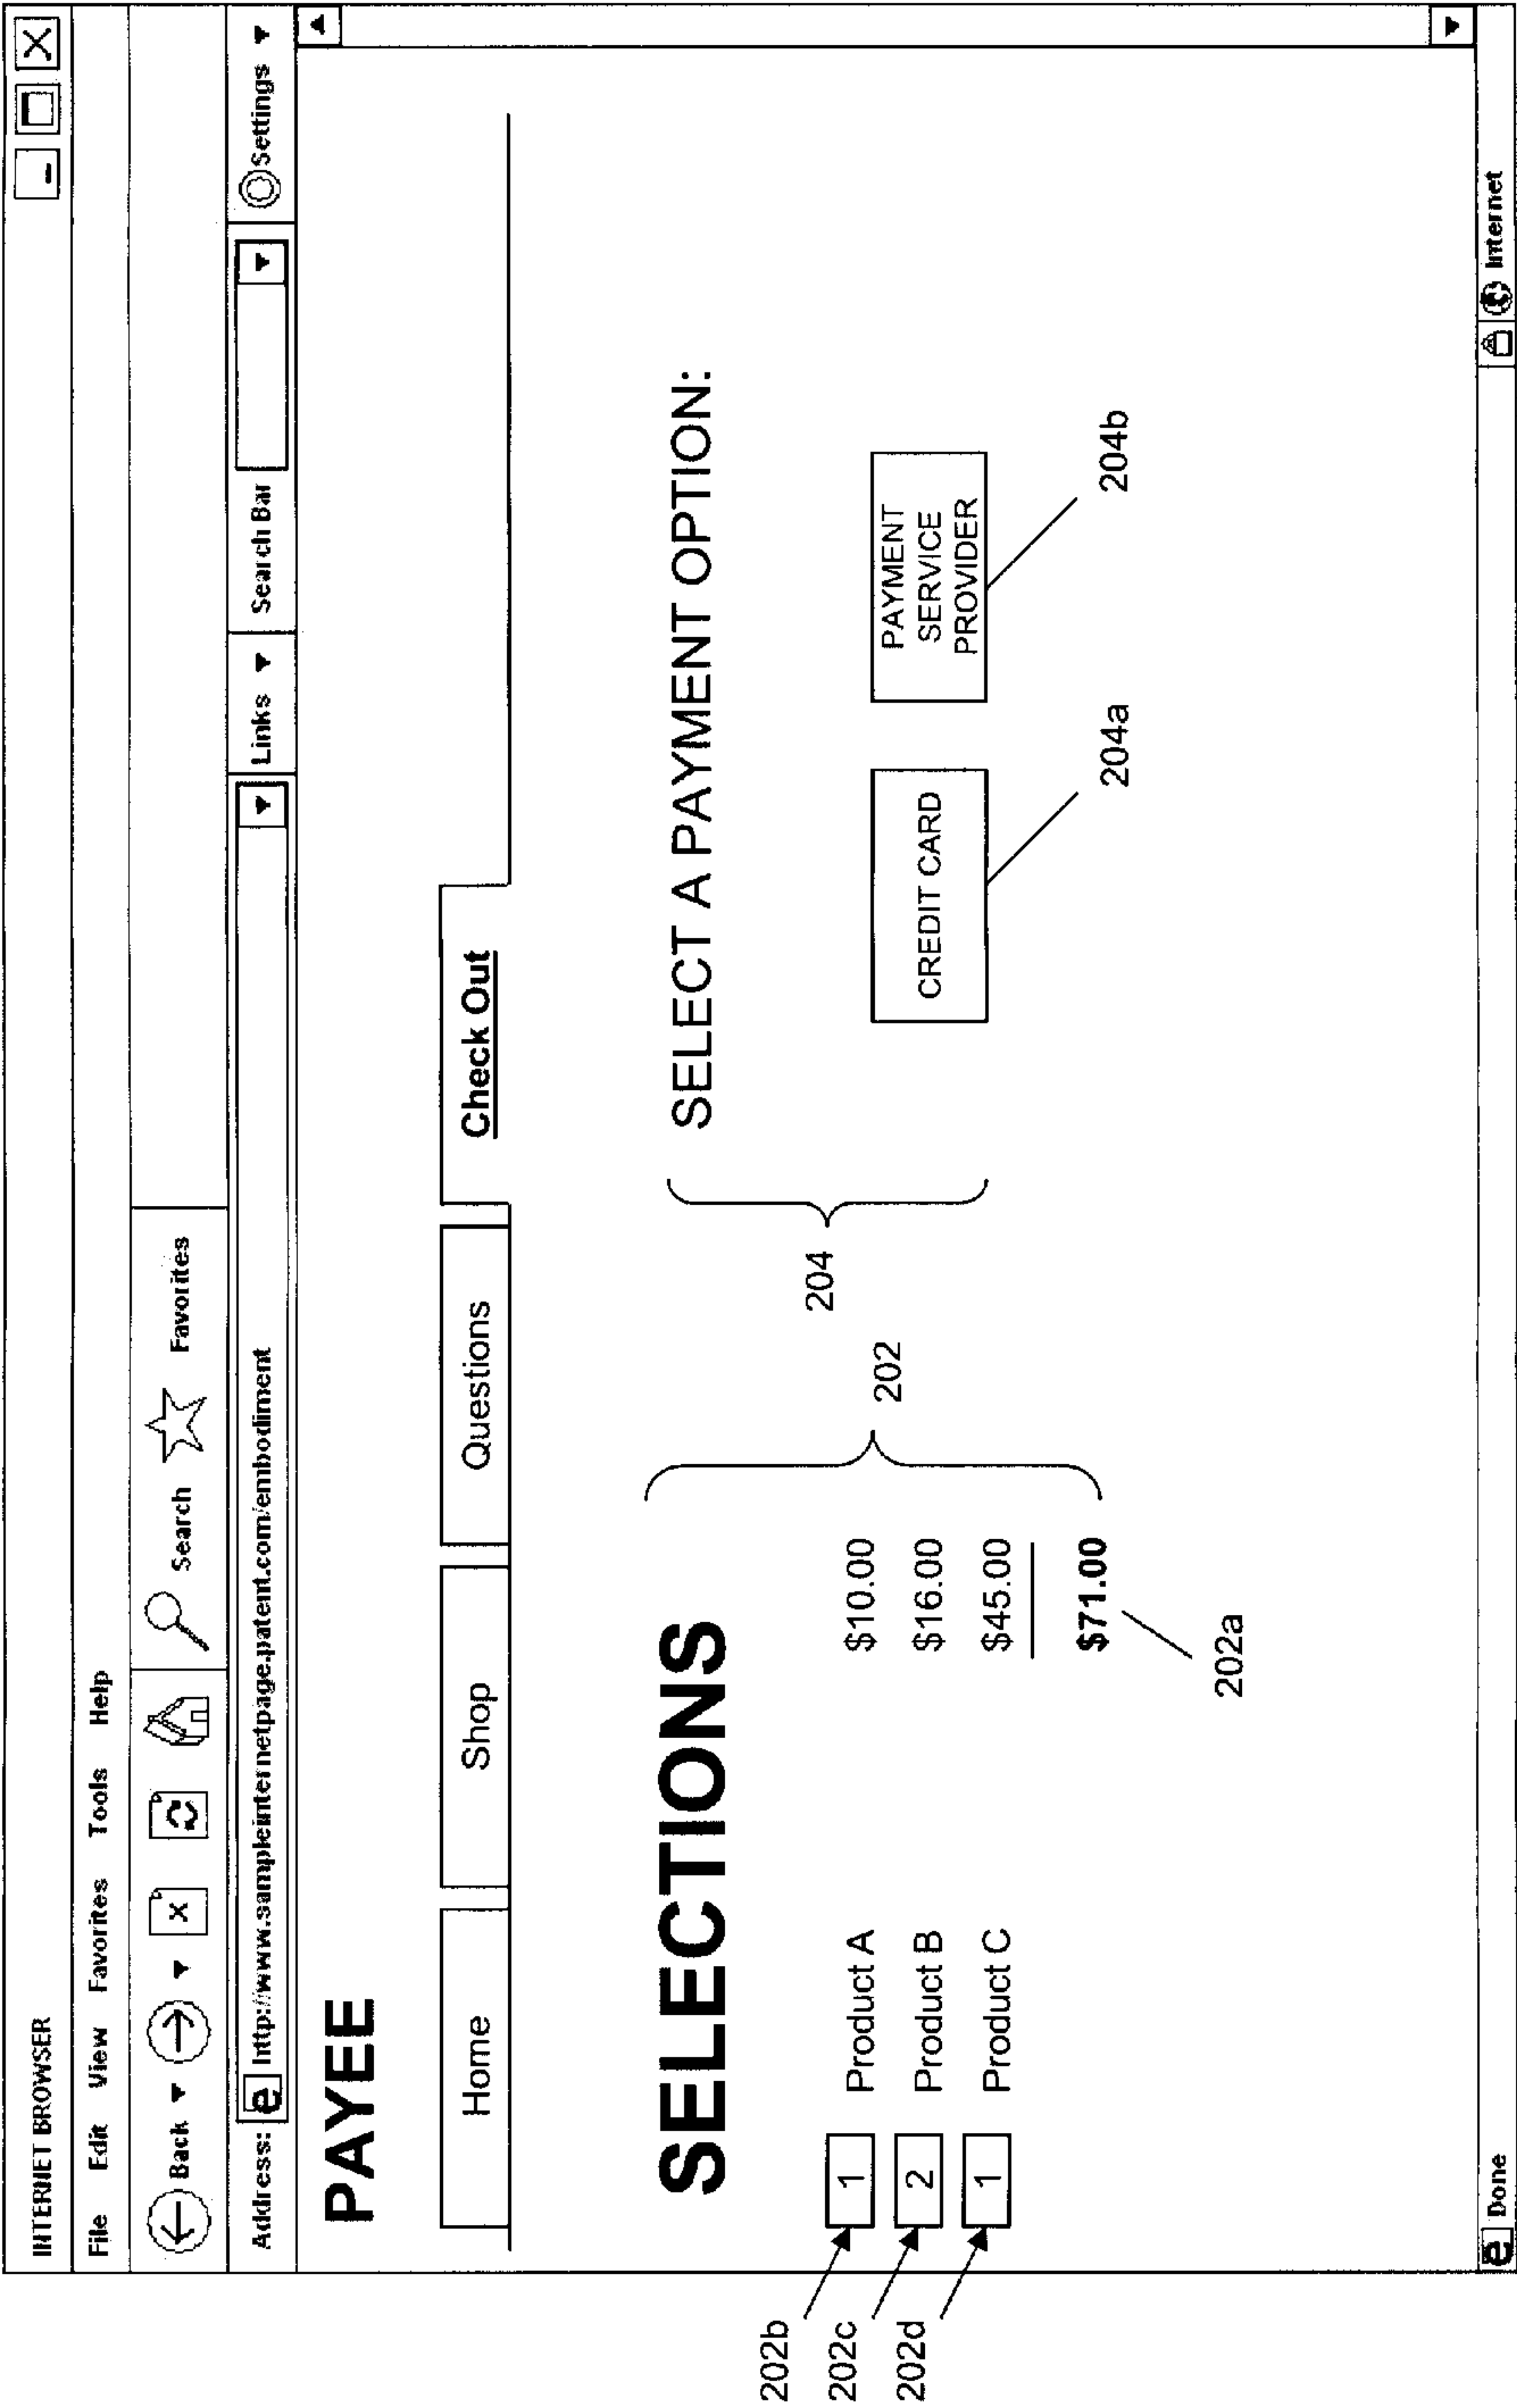 INTERNET BROWSER
File Edit View Favorites Tools Help
Back Search Favorites
Address: e http://www.sampleinternetpage.patent.com/embodiment Links Search Bar Settings
PAYEE
Home Shop Questions Check Out
SELECTIONS
202b 1 Product A $10.00
202c 2 Product B $16.00
202d 1 Product C $45.00
$71.00
202a
202
204
SELECT A PAYMENT OPTION:
CREDIT CARD
204a
PAYMENT
SERVICE
PROVIDER
204b
e Done Internet